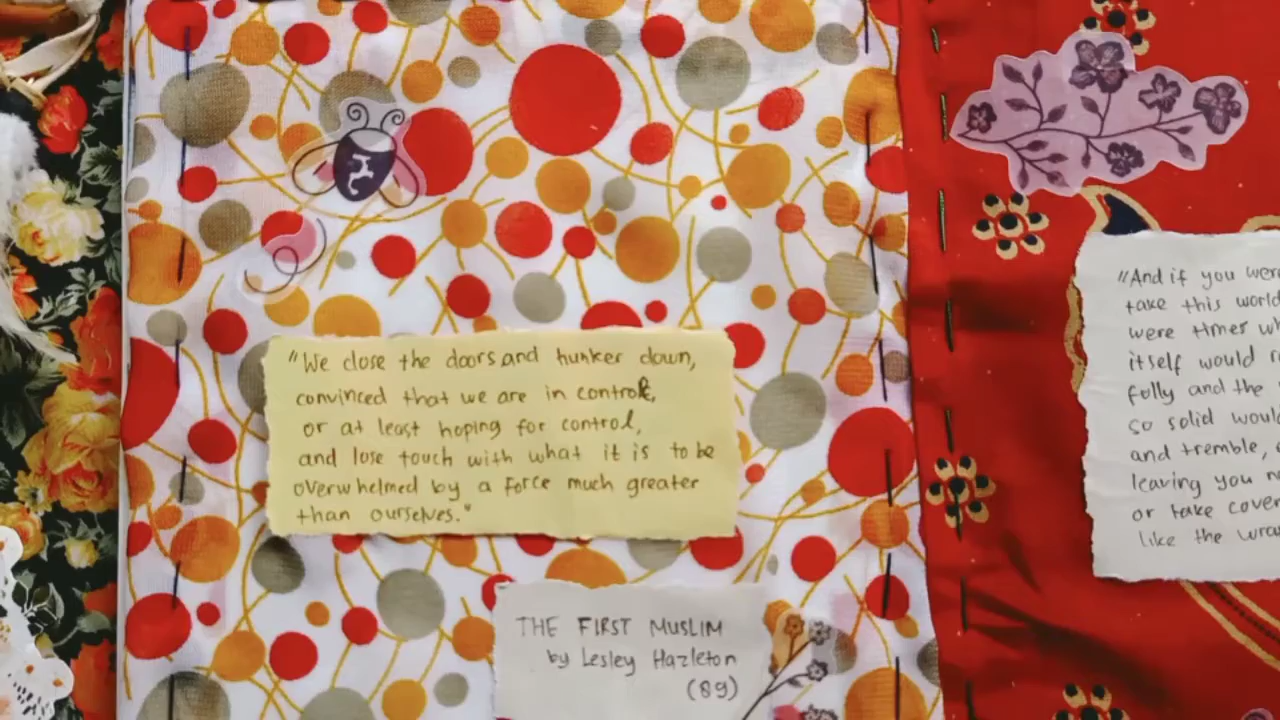 "We close the doors and hunker down,
convinced that we are in control,
or at least hoping for control,
and lose touch with what it is to be
overwhelmed by a force much greater
than ourselves."
THE FIRST MUSLIM
by Lesley Hazleton
(89)
"And if you were
take this world
were times
itself would
folly and the
so solid would
and tremble,
leaving you
or take cover
like the